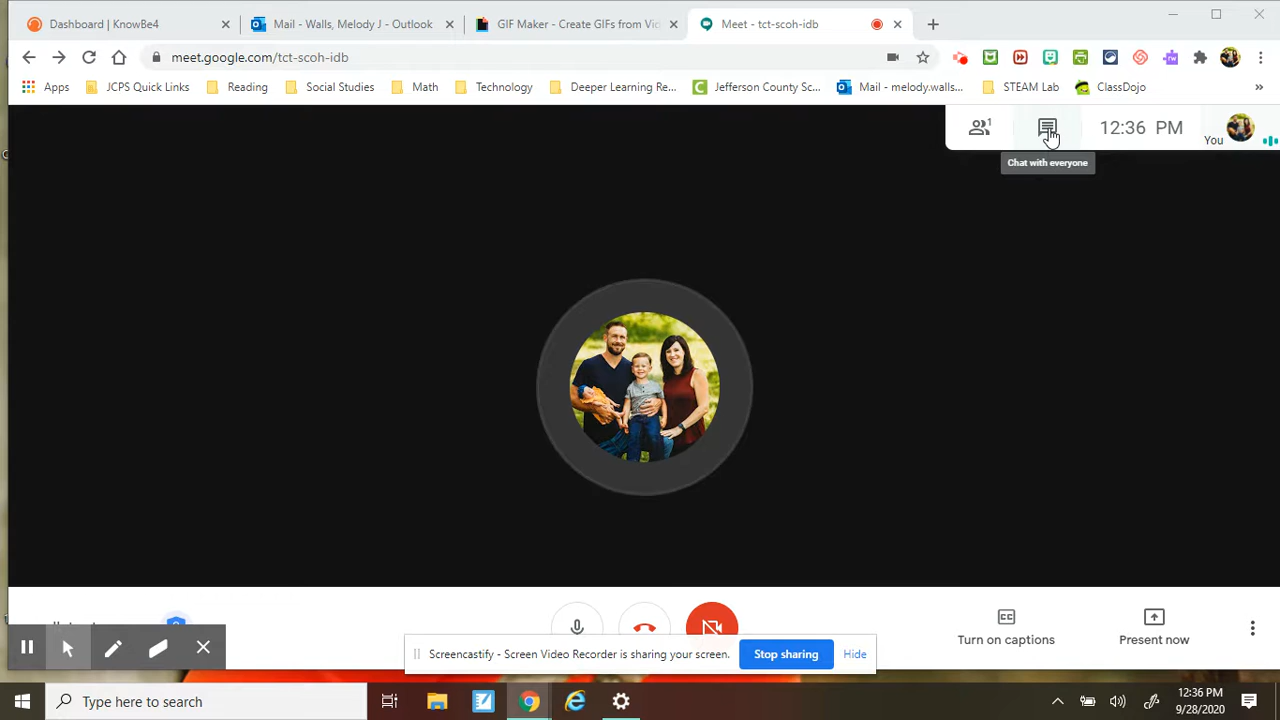 Dashboard | KnowBe4
Mail - Walls, Melody J - Outlook
GIF Maker - Create GIFs from Vid
Meet - tct-scoh-idb
meet.google.com/tct-scoh-idb
Apps
JCPS QUick Links
Reading
Social Studies
Math
Technology
Deeper Learning Re...
Jefferson County Sc...
Mail - melody.walls...
STEAM Lab
ClassDojo
»
1
12:36 PM
You
Chat with everyone
Turn on captions
Present now
Screencastify - Screen Video Recorder is sharing your screen.
Stop sharing
Hide
Type here to search
12:36 PM
9/28/2020